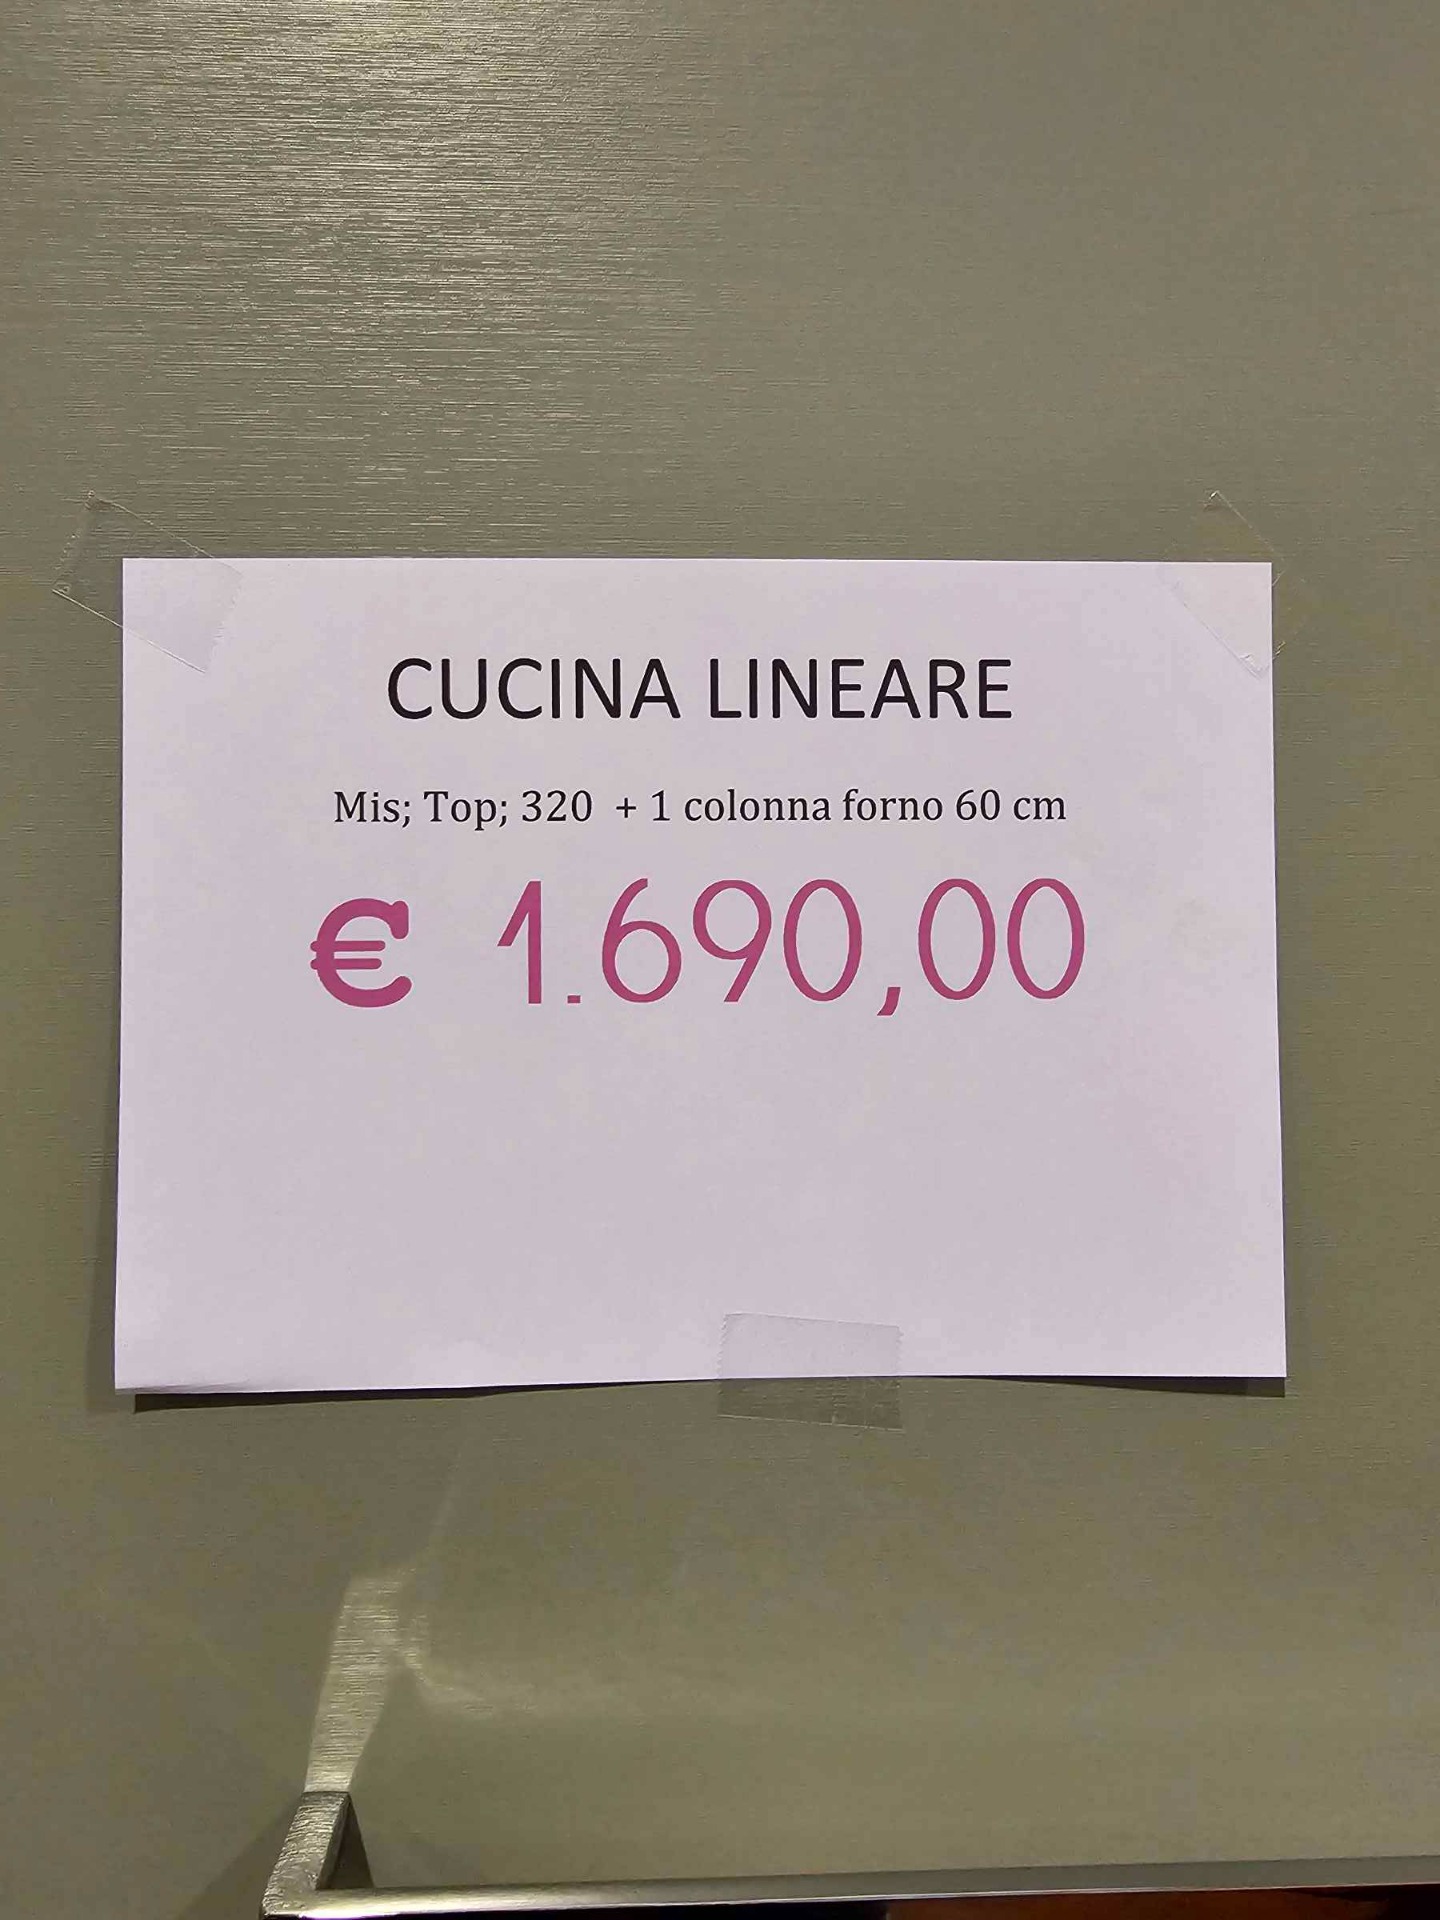 CUCINA LINEARE
Mis; Top; 320 + 1 colonna forno 60 cm
€ 1.690,00